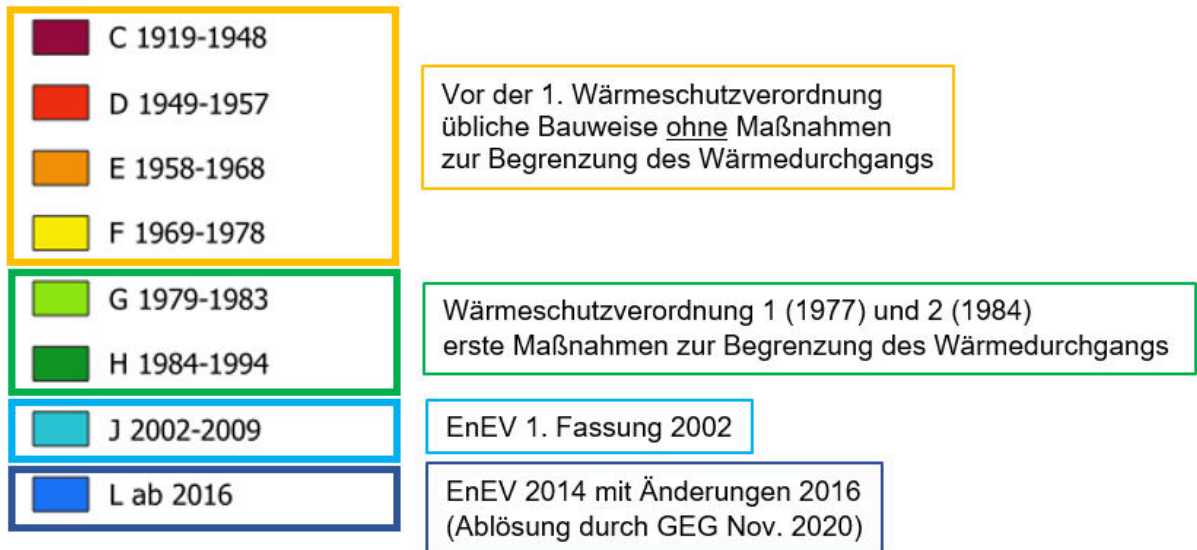 C 1919-1948
D 1949-1957
E 1958-1968
F 1969-1978
Vor der 1. Wärmeschutzverordnung
übliche Bauweise ohne Maßnahmen
zur Begrenzung des Wärmedurchgangs
G 1979-1983
H 1984-1994
Wärmeschutzverordnung 1 (1977) und 2 (1984)
erste Maßnahmen zur Begrenzung des Wärmedurchgangs
J 2002-2009
EnEV 1. Fassung 2002
L ab 2016
EnEV 2014 mit Änderungen 2016
(Ablösung durch GEG Nov. 2020)